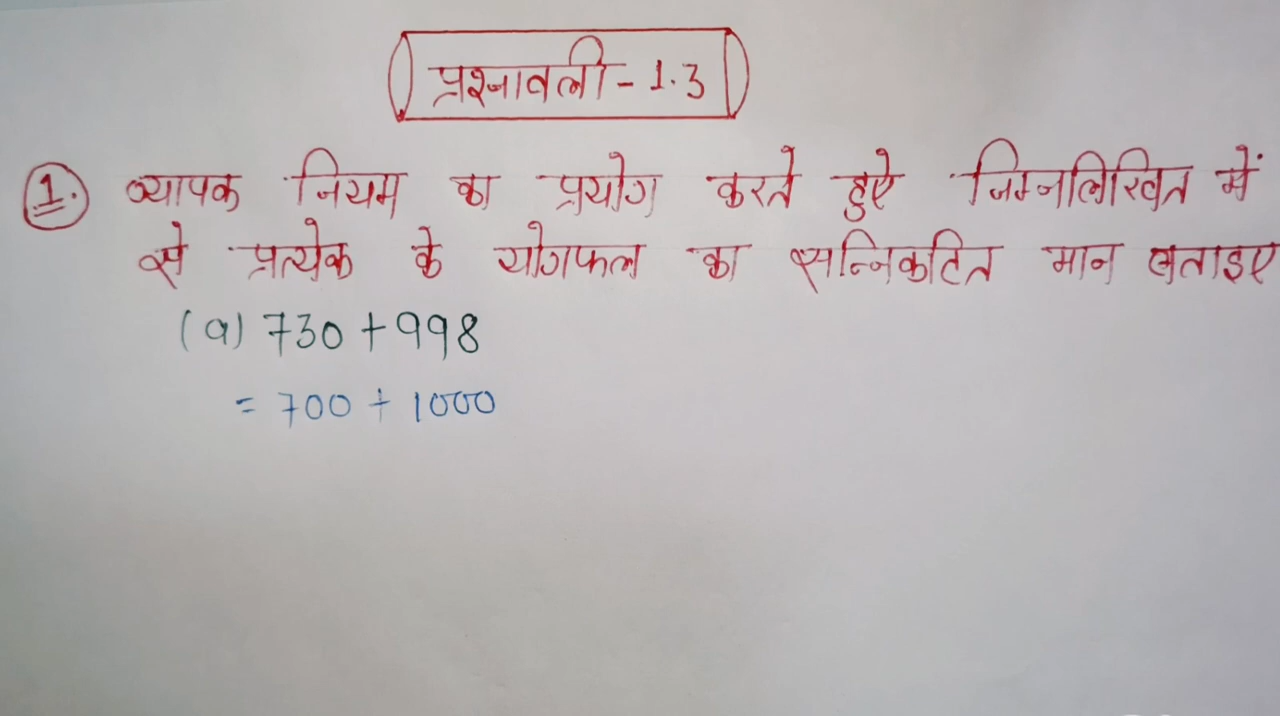 प्रश्नावली - 1.3
1. व्यापक नियम का प्रयोग करते हुऐ निम्नलिखित में
से प्रत्येक के योगफल का सन्निकटित मान बताइए
(a) 730 + 998
= 700 + 1000